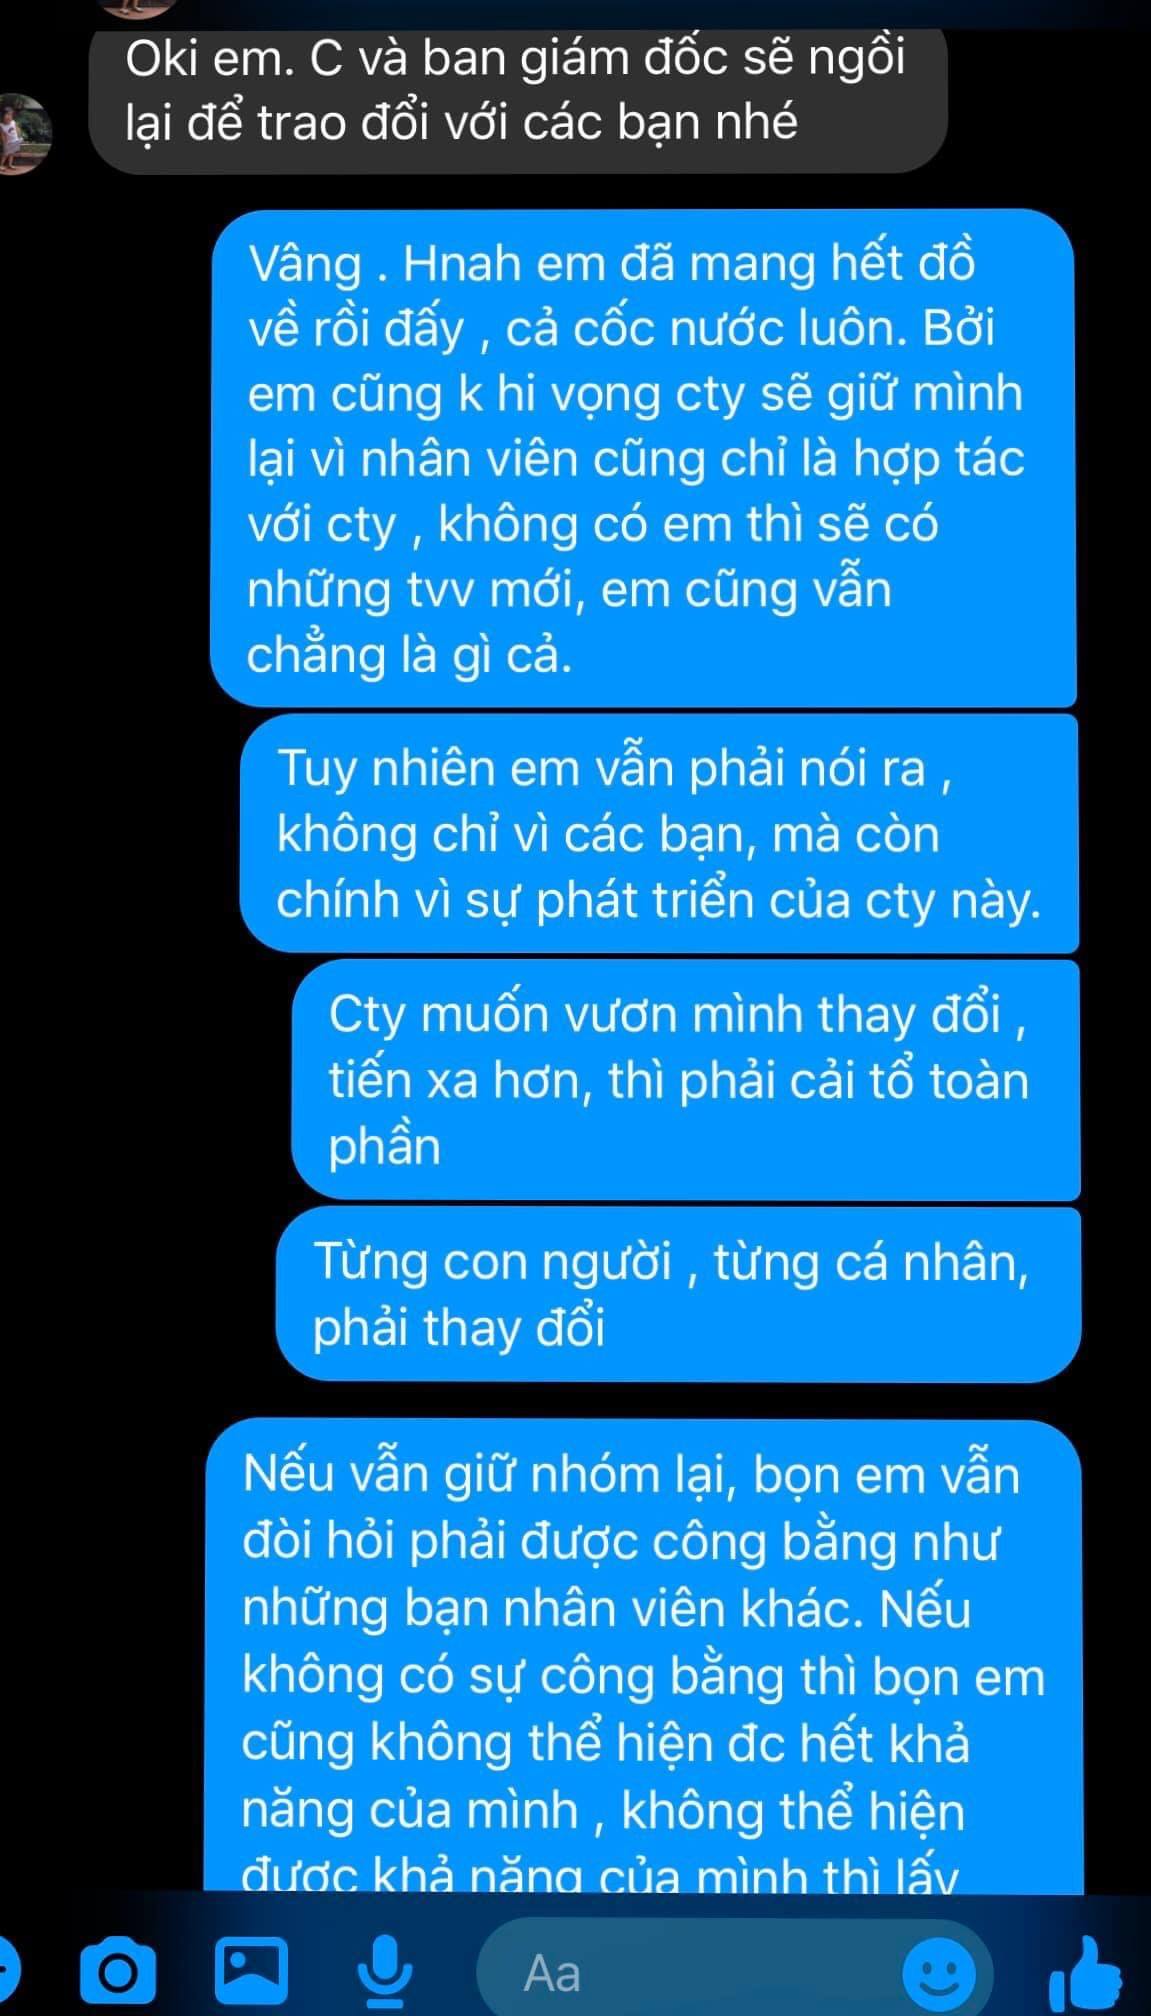 Oki em. C và ban giám đốc sẽ ngồi
lại để trao đổi với các bạn nhé
Vâng . Hnah em đã mang hết đồ
về rồi đấy , cả cốc nước luôn. Bởi
em cũng k hi vọng cty sẽ giữ mình
lại vì nhân viên cũng chỉ là hợp tác
với cty , không có em thì sẽ có
những tvv mới, em cũng vẫn
chẳng là gì cả.
Tuy nhiên em vẫn phải nói ra ,
không chỉ vì các bạn, mà còn
chính vì sự phát triển của cty này.
Cty muốn vươn mình thay đổi ,
tiến xa hơn, thì phải cải tổ toàn
phần
Từng con người , từng cá nhân,
phải thay đổi
Nếu vẫn giữ nhóm lại, bọn em vẫn
đòi hỏi phải được công bằng như
những bạn nhân viên khác. Nếu
không có sự công bằng thì bọn em
cũng không thể hiện đc hết khả
năng của mình , không thể hiện
được khả năng của mình thì lấy
Aa